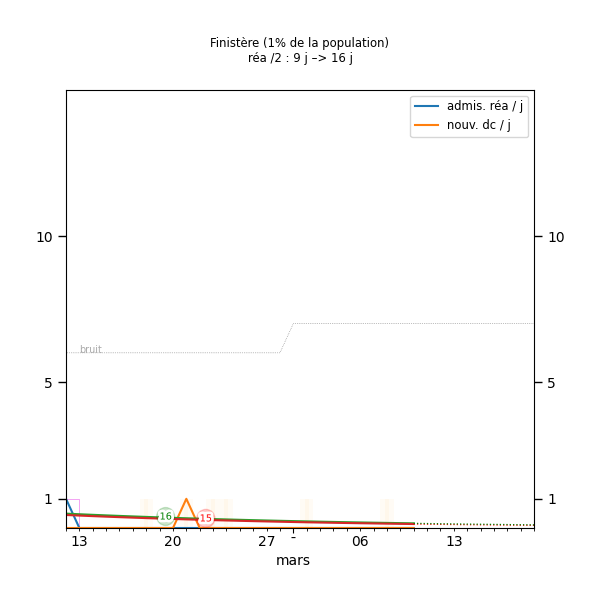 Finistère (1% de la population)
réa /2 : 9 j –> 16 j
admis. réa / j
nouv. dc / j
10
10
bruit
5
5
1
1
16
15
13
20
27
-
06
13
mars